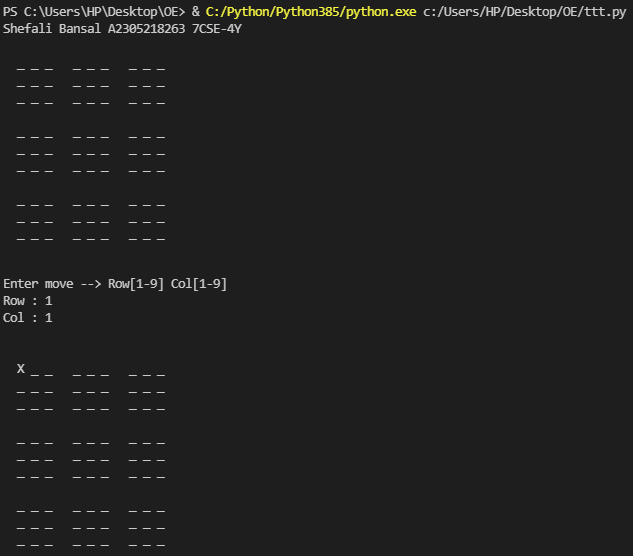 PS C:\Users\HP\Desktop\OE> & C:/Python/Python385/python.exe c:/Users/HP/Desktop/OE/ttt.py
Shefali Bansal A2305218263 7CSE-4Y
_ _ _  _ _ _  _ _ _
_ _ _  _ _ _  _ _ _
_ _ _  _ _ _  _ _ _
_ _ _  _ _ _  _ _ _
_ _ _  _ _ _  _ _ _
_ _ _  _ _ _  _ _ _
_ _ _  _ _ _  _ _ _
_ _ _  _ _ _  _ _ _
_ _ _  _ _ _  _ _ _
Enter move --> Row[1-9] Col[1-9]
Row : 1
Col : 1
X _ _  _ _ _  _ _ _
_ _ _  _ _ _  _ _ _
_ _ _  _ _ _  _ _ _
_ _ _  _ _ _  _ _ _
_ _ _  _ _ _  _ _ _
_ _ _  _ _ _  _ _ _
_ _ _  _ _ _  _ _ _
_ _ _  _ _ _  _ _ _
_ _ _  _ _ _  _ _ _